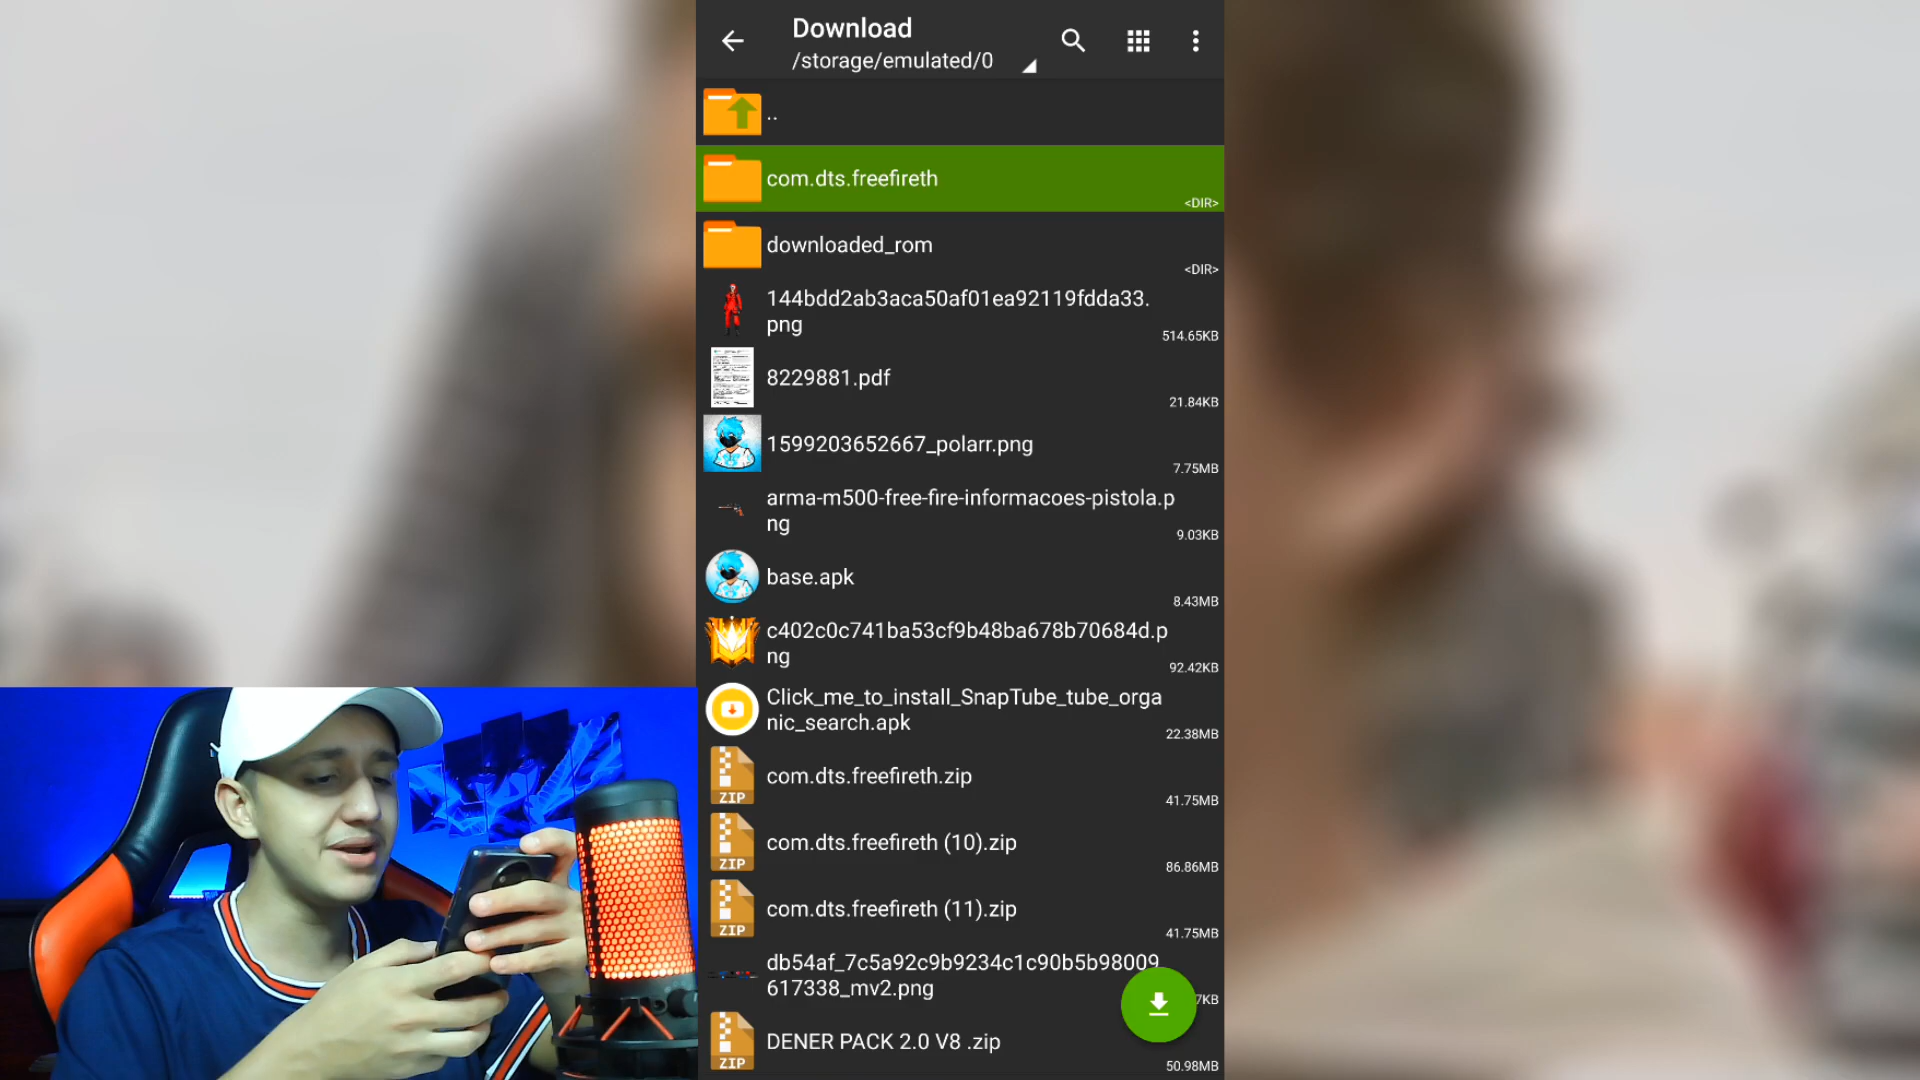 Download
/storage/emulated/0
..
com.dts.freefireth
<DIR>
downloaded_rom
<DIR>
144bdd2ab3aca50af01ea92119fdda33.
png
514.65KB
8229881.pdf
21.84KB
1599203652667_polarr.png
7.75MB
arma-m500-free-fire-informacoes-pistola.p
ng
9.03KB
base.apk
8.43MB
c402c0c741ba53cf9b48ba678b70684d.p
ng
92.42KB
Click_me_to_install_SnapTube_tube_orga
nic_search.apk
22.38MB
ZIP
com.dts.freefireth.zip
41.75MB
ZIP
com.dts.freefireth (10).zip
86.86MB
ZIP
com.dts.freefireth (11).zip
41.75MB
db54af_7c5a92c9b9234c1c90b5b98009
617338_mv2.png
7KB
ZIP
DENER PACK 2.0 V8 .zip
50.98MB